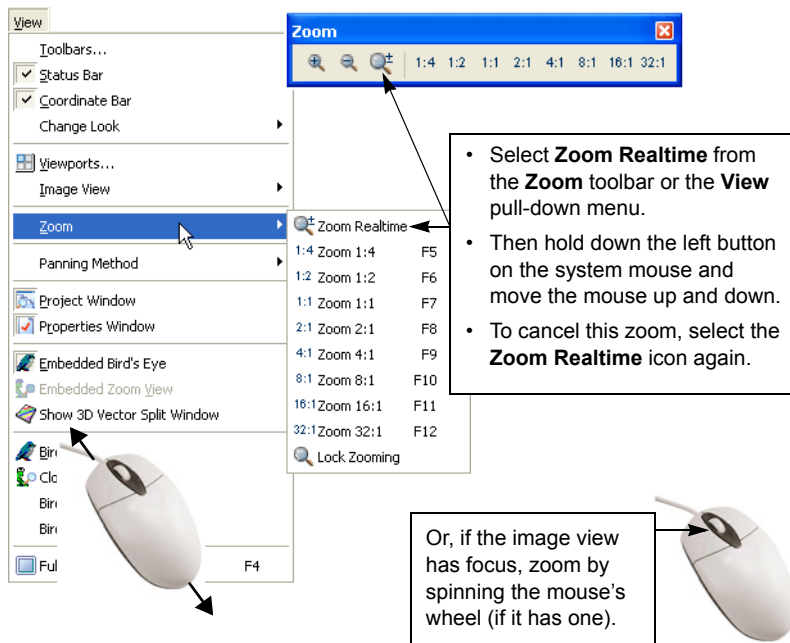 View
Toolbars...
Status Bar
Coordinate Bar
Change Look
Viewports...
Image View
Zoom
Panning Method
Project Window
Properties Window
Embedded Bird's Eye
Embedded Zoom View
Show 3D Vector Split Window
Bir
Clo
Bir
Bir
Ful F4
Zoom
1:4 1:2 1:1 2:1 4:1 8:1 16:1 32:1
Zoom Realtime
1:4 Zoom 1:4 F5
1:2 Zoom 1:2 F6
1:1 Zoom 1:1 F7
2:1 Zoom 2:1 F8
4:1 Zoom 4:1 F9
8:1 Zoom 8:1 F10
16:1 Zoom 16:1 F11
32:1 Zoom 32:1 F12
Lock Zooming
• Select Zoom Realtime from
the Zoom toolbar or the View
pull-down menu.
• Then hold down the left button
on the system mouse and
move the mouse up and down.
• To cancel this zoom, select the
Zoom Realtime icon again.
Or, if the image view
has focus, zoom by
spinning the mouse's
wheel (if it has one).